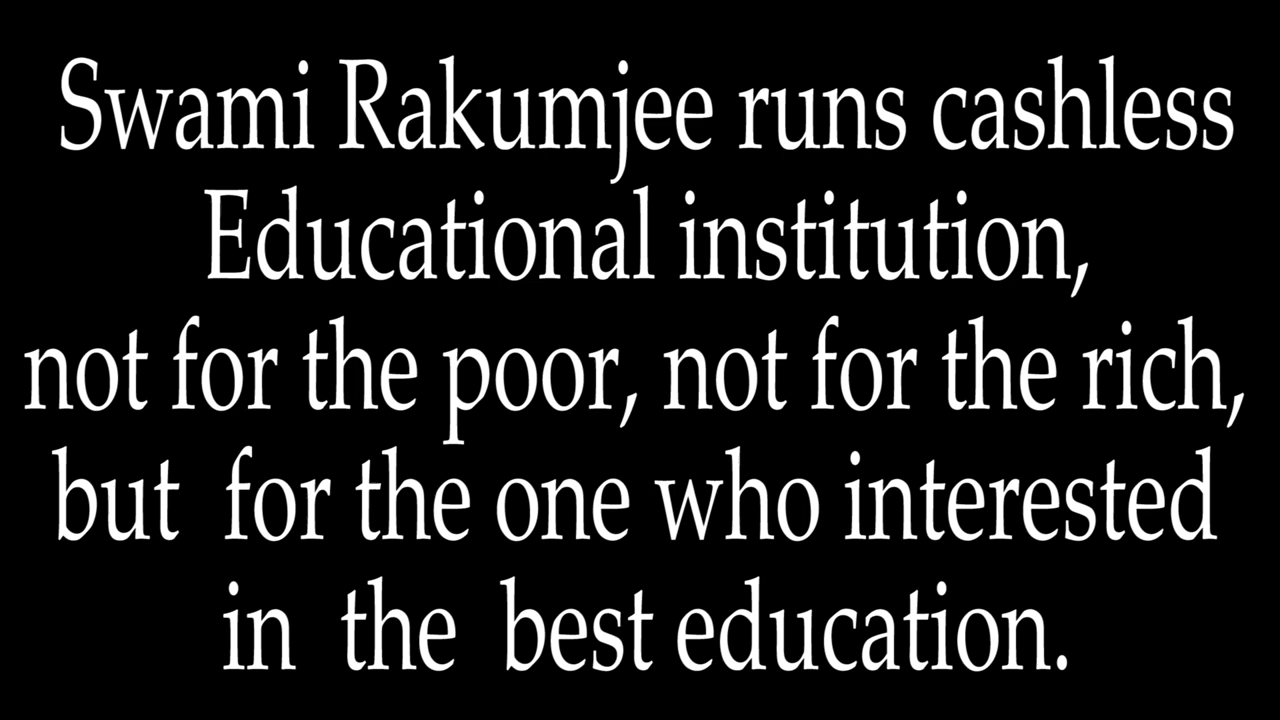 Swami Rakumjee runs cashless
Educational institution,
not for the poor, not for the rich,
but for the one who interested
in the best education.